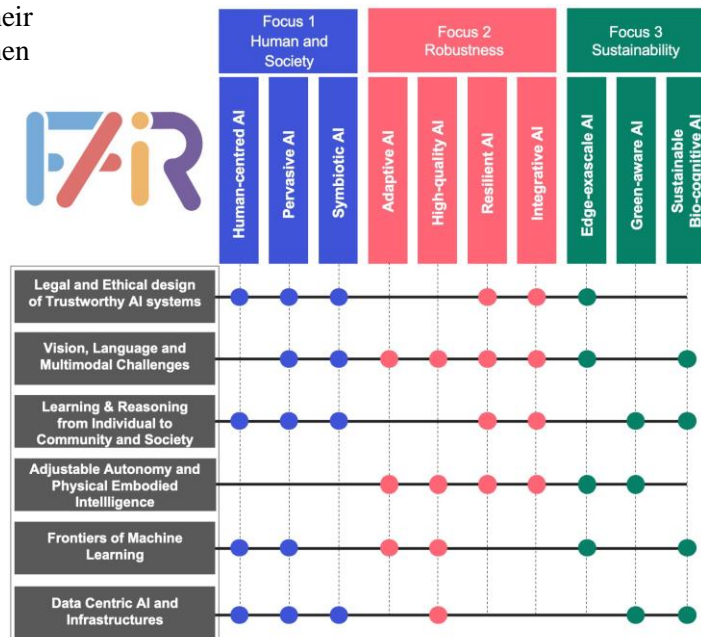 heir
nen
FAIR
Focus 1
Human and
Society
Focus 2
Robustness
Focus 3
Sustainability
Human-centred AI
Pervasive AI
Symbiotic AI
Adaptive AI
High-quality AI
Resilient AI
Integrative AI
Edge-exascale AI
Green-aware AI
Sustainable
Bio-cognitive AI
Legal and Ethical design
of Trustworthy AI systems
Vision, Language and
Multimodal Challenges
Learning & Reasoning
from Individual to
Community and Society
Adjustable Autonomy and
Physical Embodied
Intellligence
Frontiers of Machine
Learning
Data Centric AI and
Infrastructures